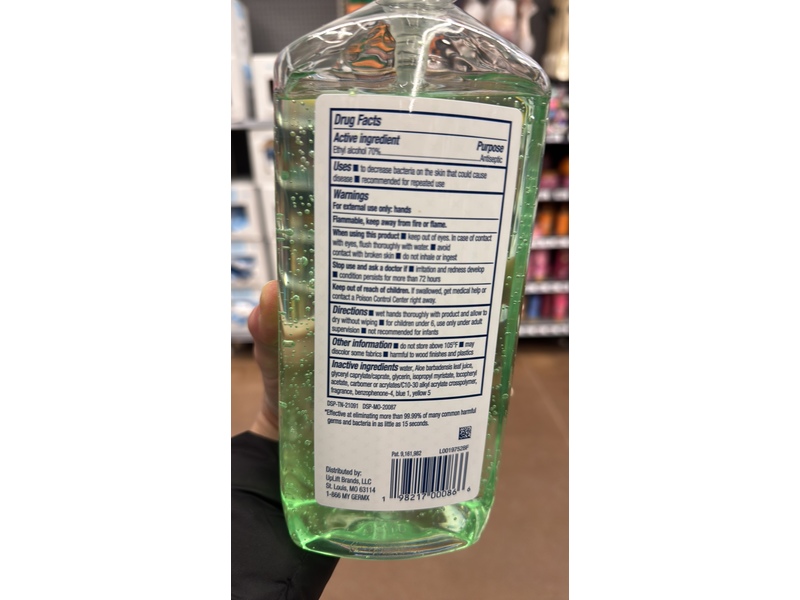 Drug Facts
Active ingredient Purpose
Ethyl alcohol 70% Antiseptic
Uses ■ to decrease bacteria on the skin that could cause
disease ■ recommended for repeated use
Warnings
For external use only: hands
Flammable, keep away from fire or flame.
When using this product ■ keep out of eyes. In case of contact
with eyes, flush thoroughly with water. ■ avoid
contact with broken skin ■ do not inhale or ingest
Stop use and ask a doctor if ■ irritation and redness develop
■ condition persists for more than 72 hours
Keep out of reach of children. If swallowed, get medical help or
contact a Poison Control Center right away.
Directions ■ wet hands thoroughly with product and allow to
dry without wiping ■ for children under 6, use only under adult
supervision ■ not recommended for infants
Other information ■ do not store above 105°F ■ may
discolor some fabrics ■ harmful to wood finishes and plastics
Inactive ingredients water, Aloe barbadensis leaf juice,
glyceryl caprylate/caprate, glycerin, isopropyl myristate, tocopheryl
acetate, carbomer or acrylates/C10-30 alkyl acrylate crosspolymer,
fragrance, benzophenone-4, blue 1, yellow 5
DSP-TN-21091 DSP-MO-20087
*Effective at eliminating more than 99.99% of many common harmful
germs and bacteria in as little as 15 seconds.
Pat. 9,161,982 L0019752BF
Distributed by:
UpLift Brands, LLC
St. Louis, MO 63114
1-866 MY GERMX
1 98217 00086 6